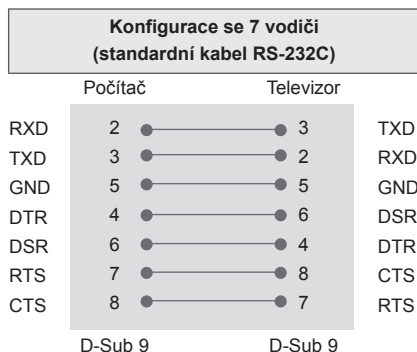 Konfigurace se 7 vodiči
(standardní kabel RS-232C)
Počítač Televizor
RXD 2 3 TXD
TXD 3 2 RXD
GND 5 5 GND
DTR 4 6 DSR
DSR 6 4 DTR
RTS 7 8 CTS
CTS 8 7 RTS
D-Sub 9 D-Sub 9